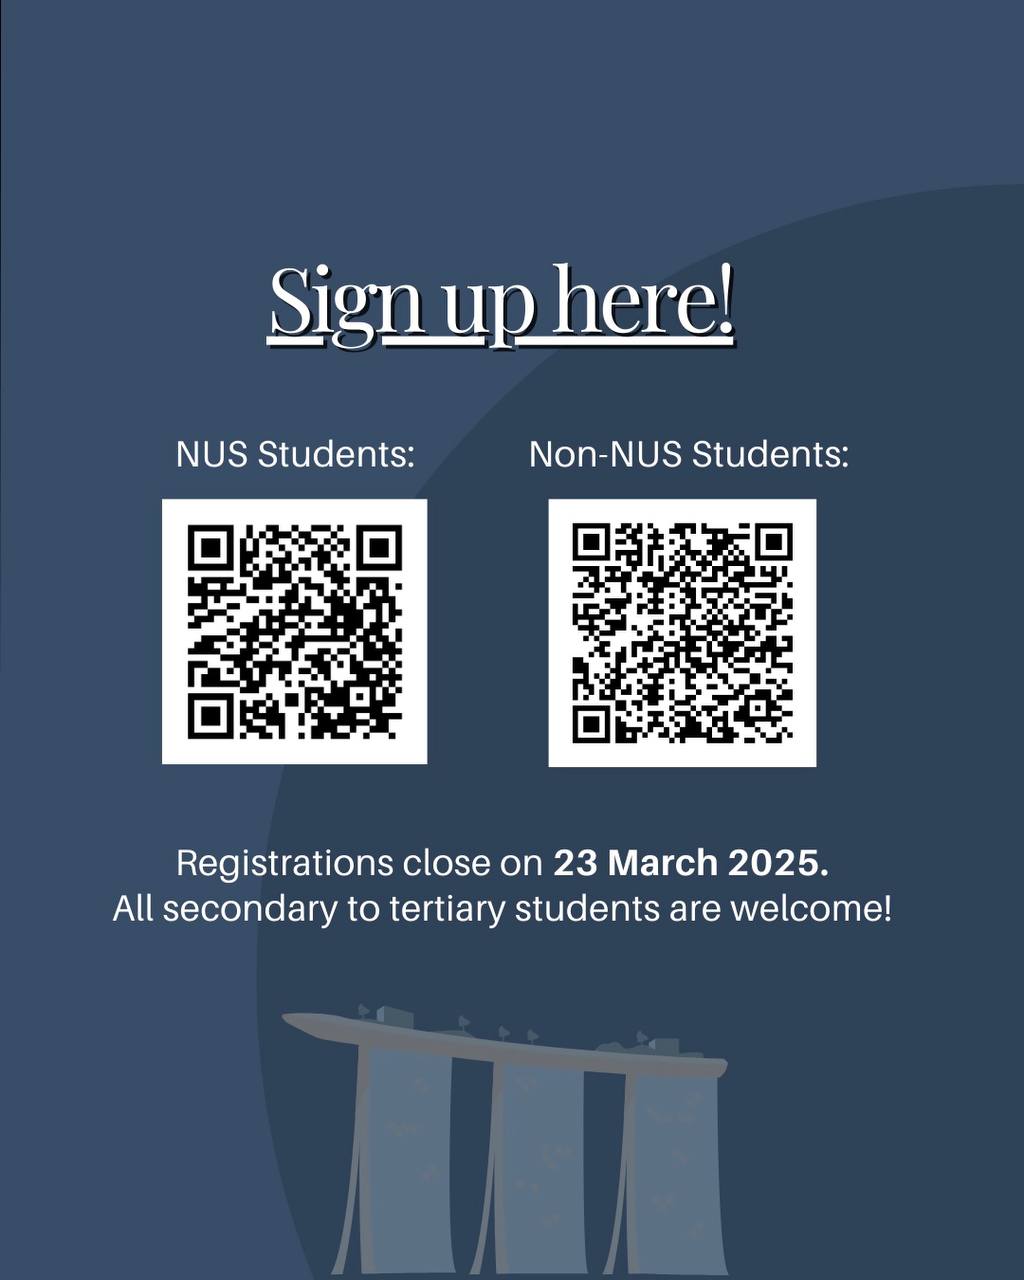 Sign up here!
NUS Students:
Non-NUS Students:
Registrations close on 23 March 2025.
All secondary to tertiary students are welcome!